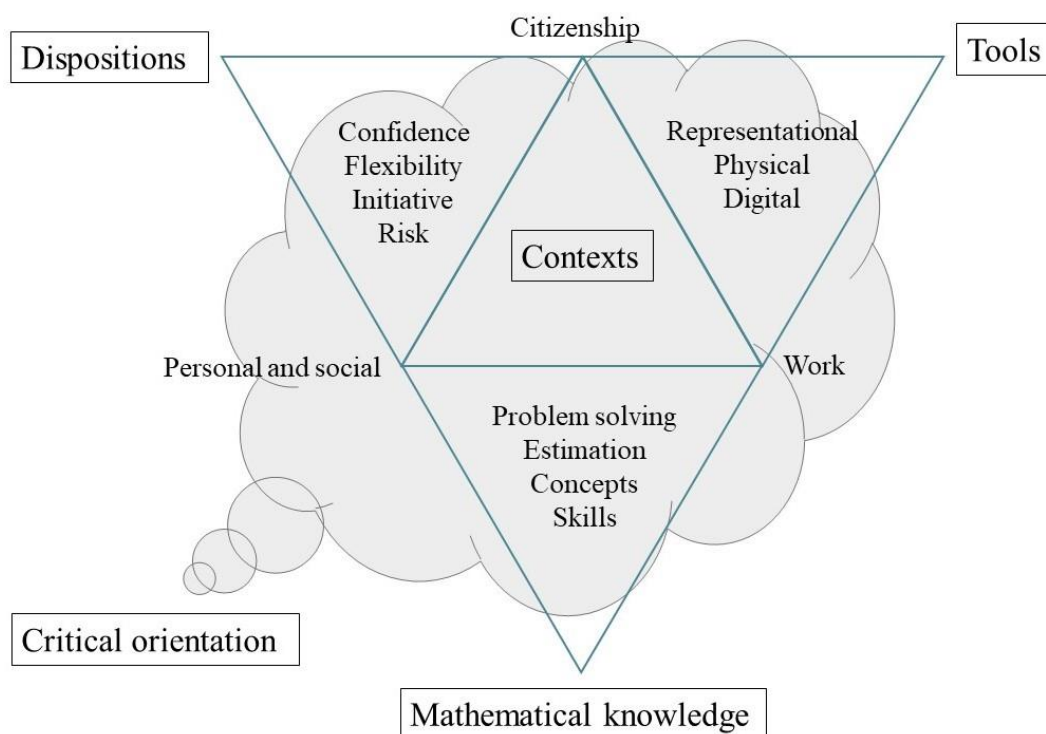 Citizenship
Dispositions
Tools
Confidence
Flexibility
Initiative
Risk
Representational
Physical
Digital
Contexts
Personal and social
Work
Problem solving
Estimation
Concepts
Skills
Critical orientation
Mathematical knowledge